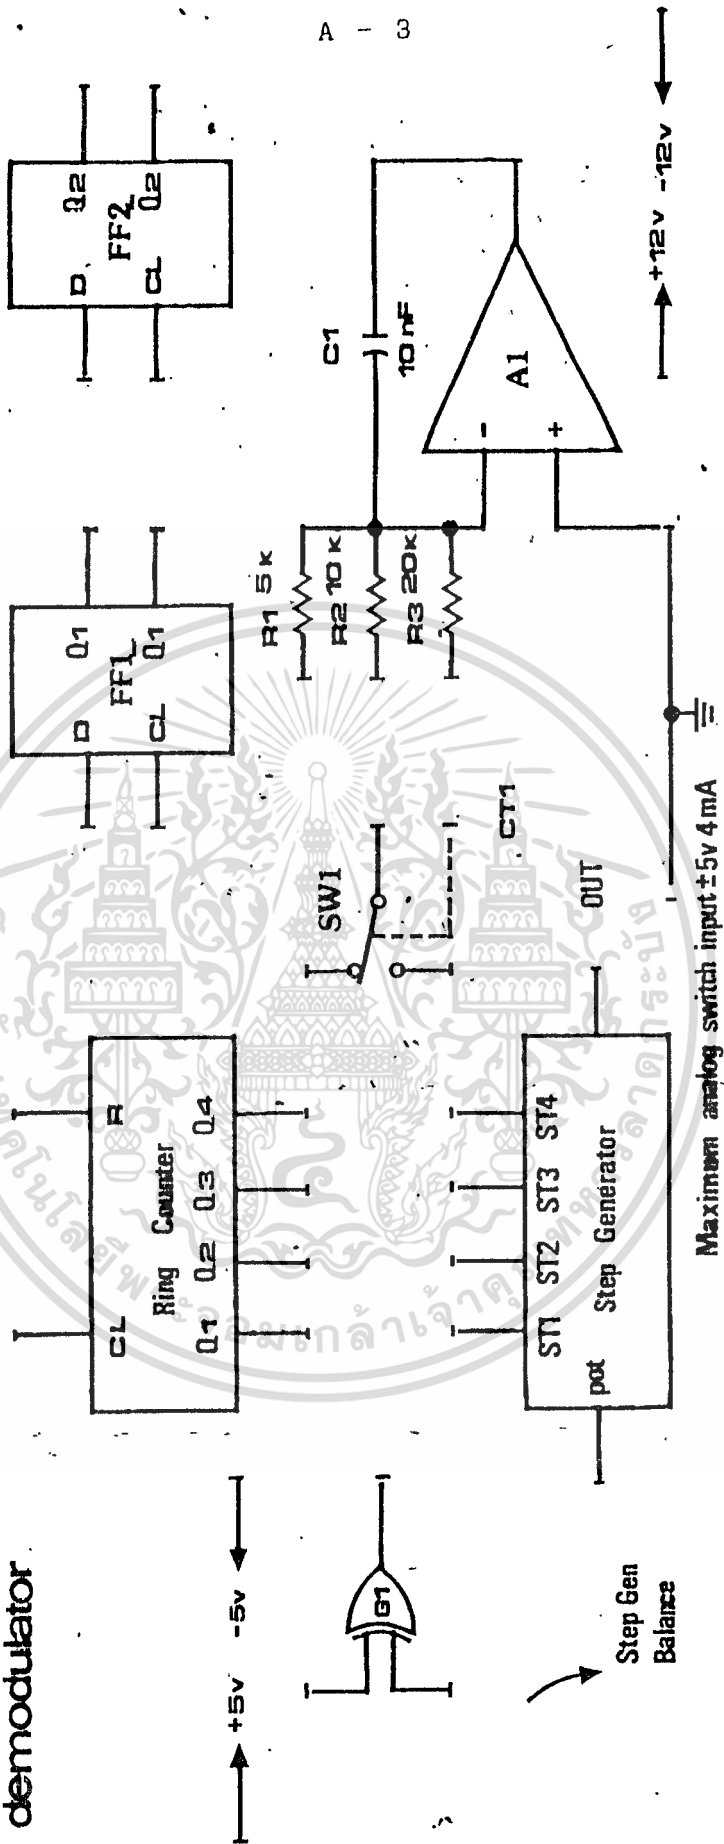 A - 3
demodulator
+5v -5v
G1
Step Gen
Balance
CL R
Ring Counter
Q1 Q2 Q3 Q4
ST1 ST2 ST3 ST4
pot Step Generator
OUT
SW1
CT1
D Q1
FF1
CL Q1
D Q2
FF2
CL Q2
R1 5K
R2 10K
R3 20K
C1
10nF
-
A1
+
+12v -12v
Maximum analog switch input ±5v 4mA